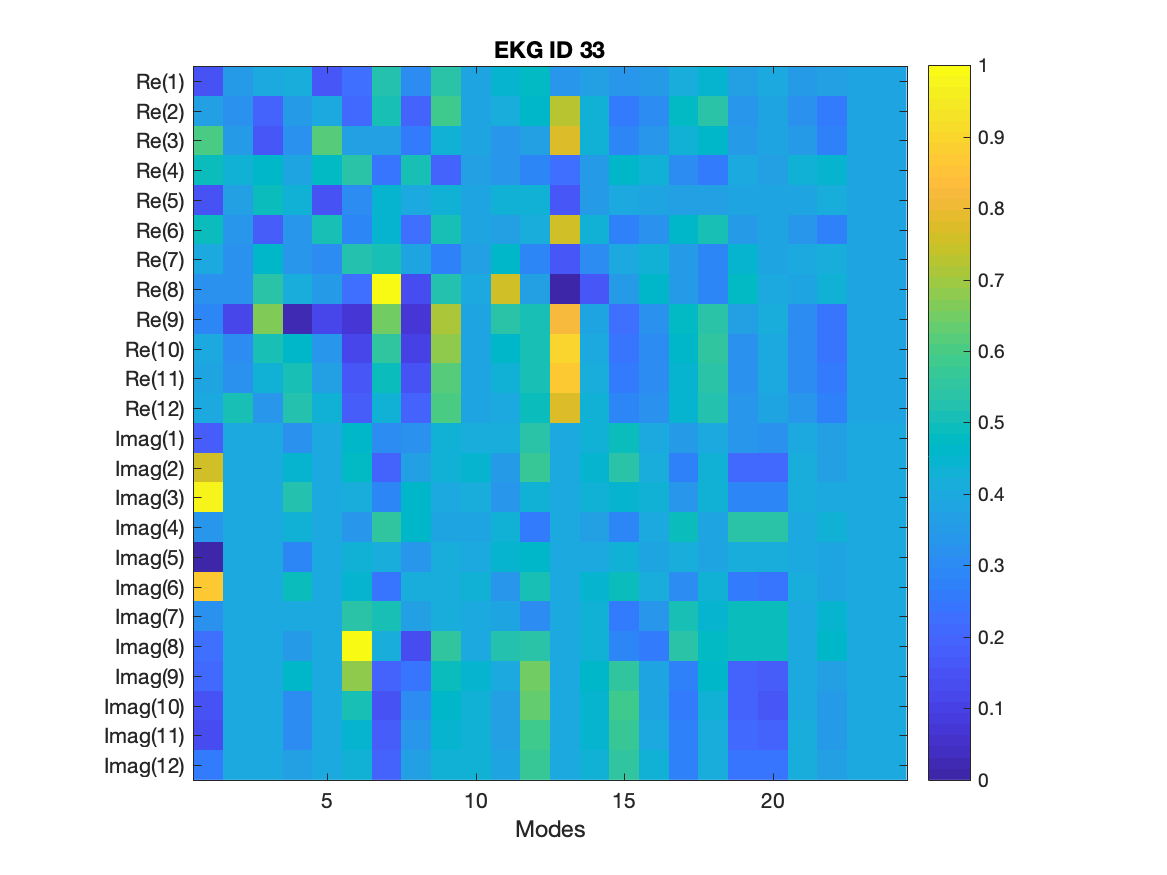 EKG ID 33
Re(1)
Re(2)
Re(3)
Re(4)
Re(5)
Re(6)
Re(7)
Re(8)
Re(9)
Re(10)
Re(11)
Re(12)
Imag(1)
Imag(2)
Imag(3)
Imag(4)
Imag(5)
Imag(6)
Imag(7)
Imag(8)
Imag(9)
Imag(10)
Imag(11)
Imag(12)
5 10 15 20
Modes
1
0.9
0.8
0.7
0.6
0.5
0.4
0.3
0.2
0.1
0